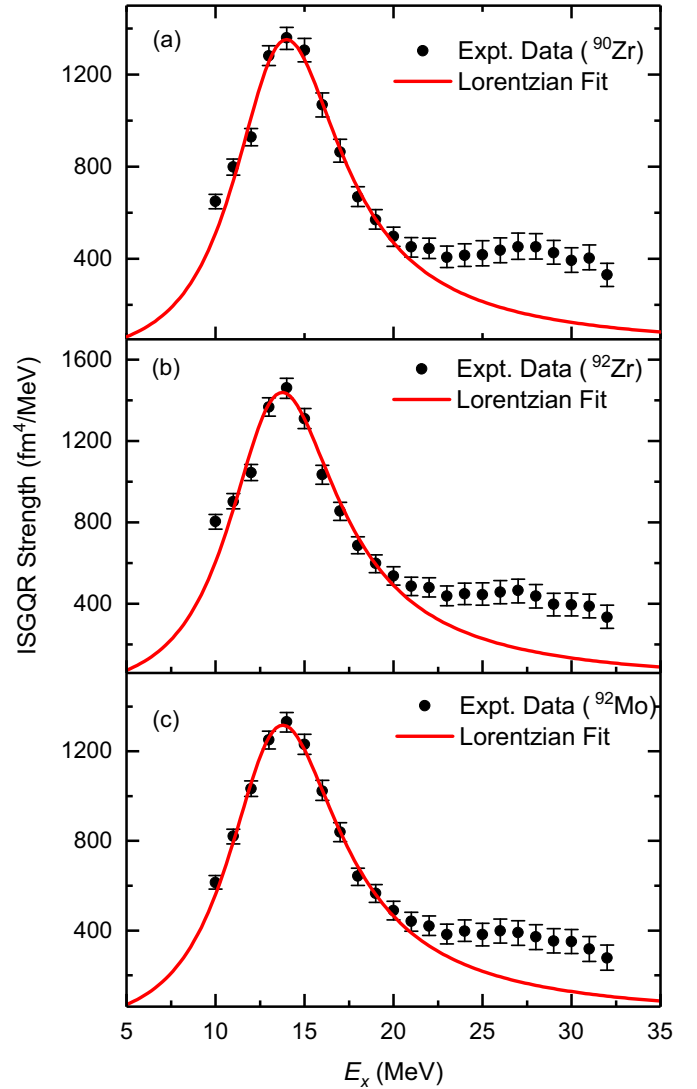 (a)
Expt. Data ( ⁹⁰Zr)
Lorentzian Fit
1200
800
400
ISGQR Strength (fm⁴/MeV)
(b)
Expt. Data ( ⁹²Zr)
Lorentzian Fit
1600
1200
800
400
(c)
Expt. Data ( ⁹²Mo)
Lorentzian Fit
1200
800
400
5 10 15 20 25 30 35
Eₓ (MeV)